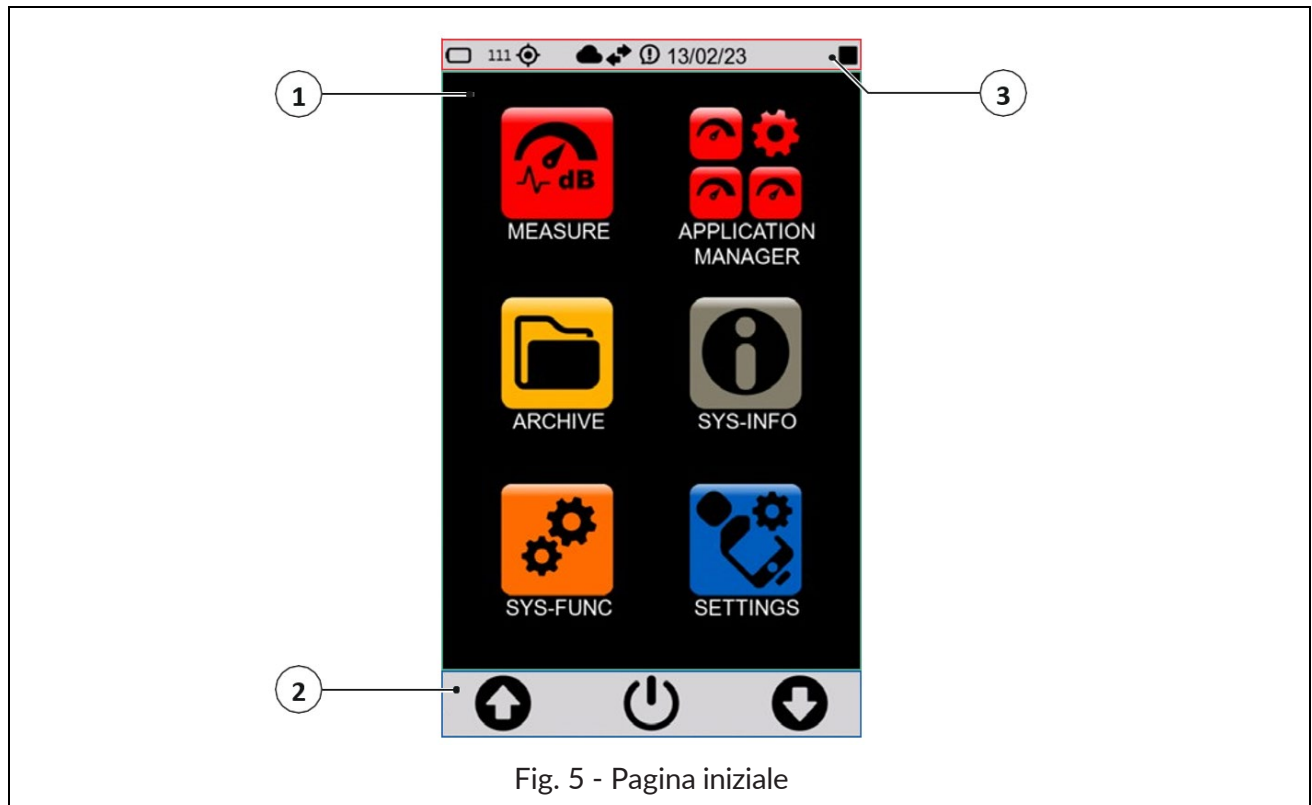 111 13/02/23
1
3
dB
MEASURE
APPLICATION
MANAGER
ARCHIVE
SYS-INFO
SYS-FUNC
SETTINGS
2
Fig. 5 - Pagina iniziale